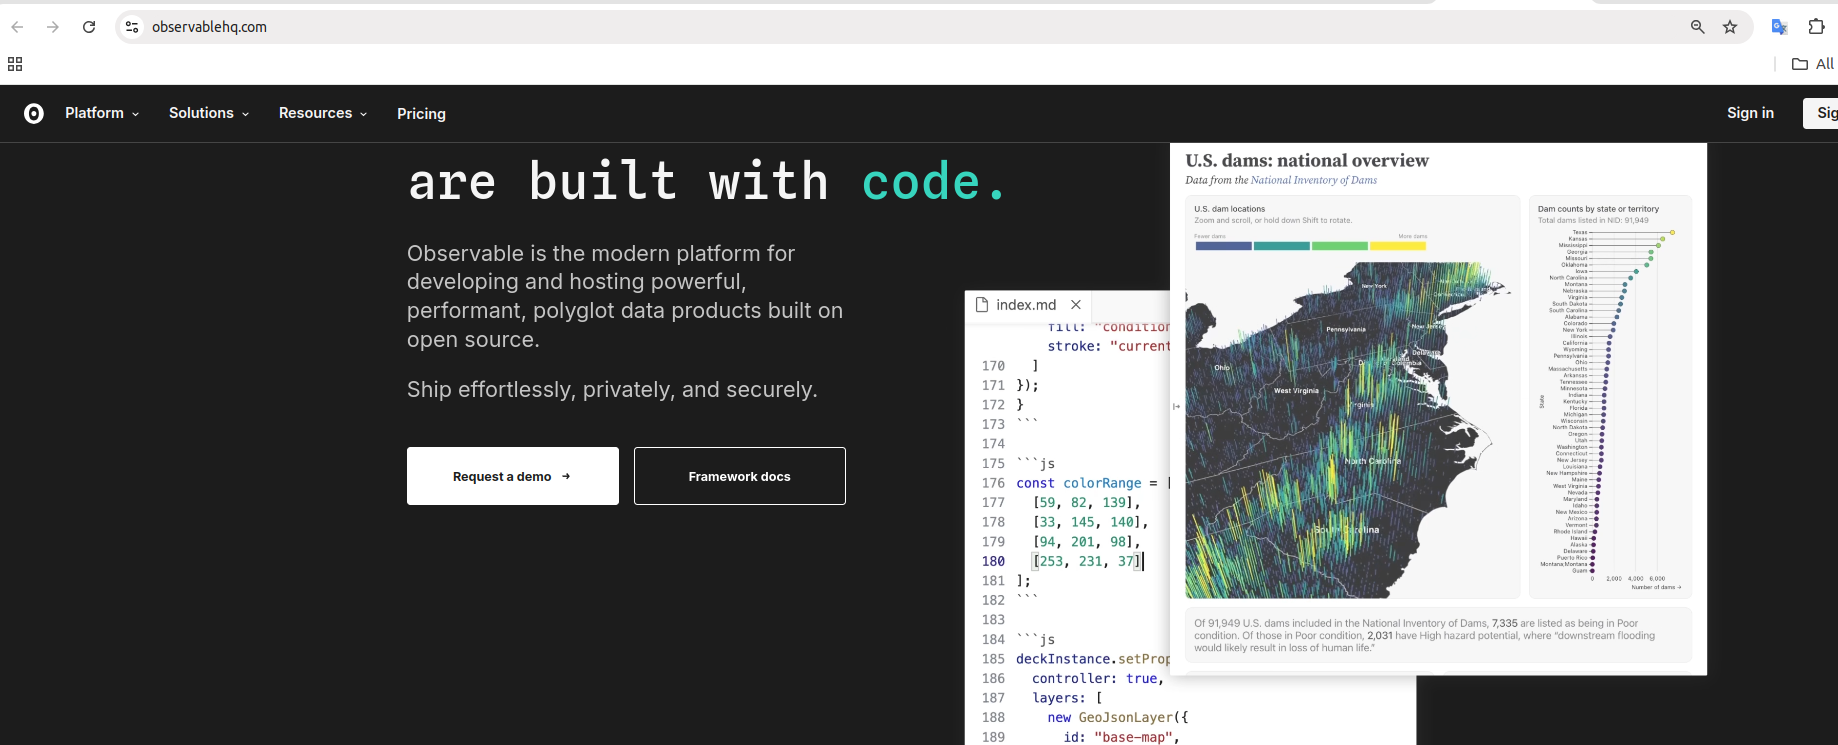 observablehq.com
All
Platform
Solutions
Resources
Pricing
Sign in
Sig
are built with code.
Observable is the modern platform for
developing and hosting powerful,
performant, polyglot data products built on
open source.
Ship effortlessly, privately, and securely.
Request a demo →
Framework docs
index.md
fill: "condition
stroke: "current
170 ]
171 });
172 }
173 ```
174
175 ```js
176 const colorRange = [
177 [59, 82, 139],
178 [33, 145, 140],
179 [94, 201, 98],
180 [253, 231, 37]
181 ];
182 ```
183
184 ```js
185 deckInstance.setProp
186 controller: true,
187 layers: [
188 new GeoJsonLayer({
189 id: "base-map",
U.S. dams: national overview
Data from the National Inventory of Dams
U.S. dam locations
Zoom and scroll, or hold down Shift to rotate.
Fewer dams
More dams
New York
Pennsylvania
New Jersey
Ohio
Delaware
West Virginia
Virginia
North Carolina
South Carolina
Dam counts by state or territory
Total dams listed in NID: 91,949
Texas
Kansas
Mississippi
Georgia
Missouri
Oklahoma
Iowa
North Carolina
Montana
Nebraska
Virginia
South Dakota
South Carolina
Alabama
Colorado
New York
Illinois
California
Wyoming
Pennsylvania
Ohio
Massachusetts
Arkansas
Tennessee
Minnesota
Indiana
Kentucky
Florida
Michigan
Wisconsin
North Dakota
Oregon
Utah
Washington
Connecticut
New Jersey
Louisiana
New Hampshire
Maine
West Virginia
Nevada
Maryland
Idaho
New Mexico
Arizona
Vermont
Rhode Island
Hawaii
Alaska
Delaware
Puerto Rico
Montana;Montana
Guam
State
0 2,000 4,000 6,000
Number of dams →
Of 91,949 U.S. dams included in the National Inventory of Dams, 7,335 are listed as being in Poor
condition. Of those in Poor condition, 2,031 have High hazard potential, where “downstream flooding
would likely result in loss of human life.”